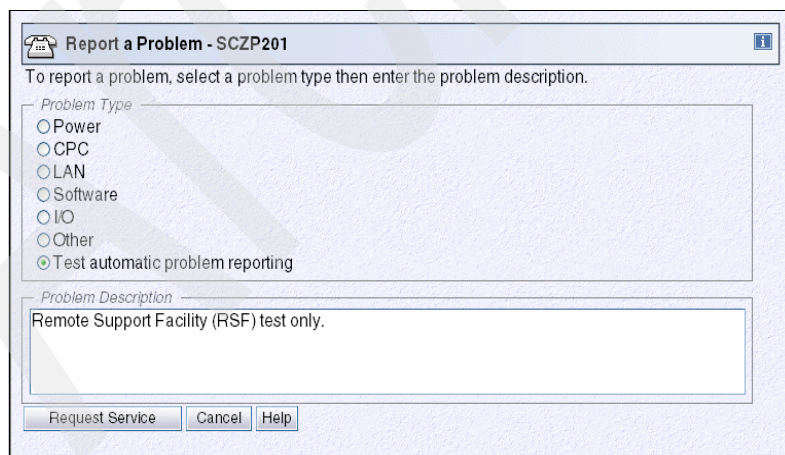 Report a Problem - SCZP201
i
To report a problem, select a problem type then enter the problem description.
Problem Type
Power
CPC
LAN
Software
I/O
Other
Test automatic problem reporting
Problem Description
Remote Support Facility (RSF) test only.
Request Service Cancel Help